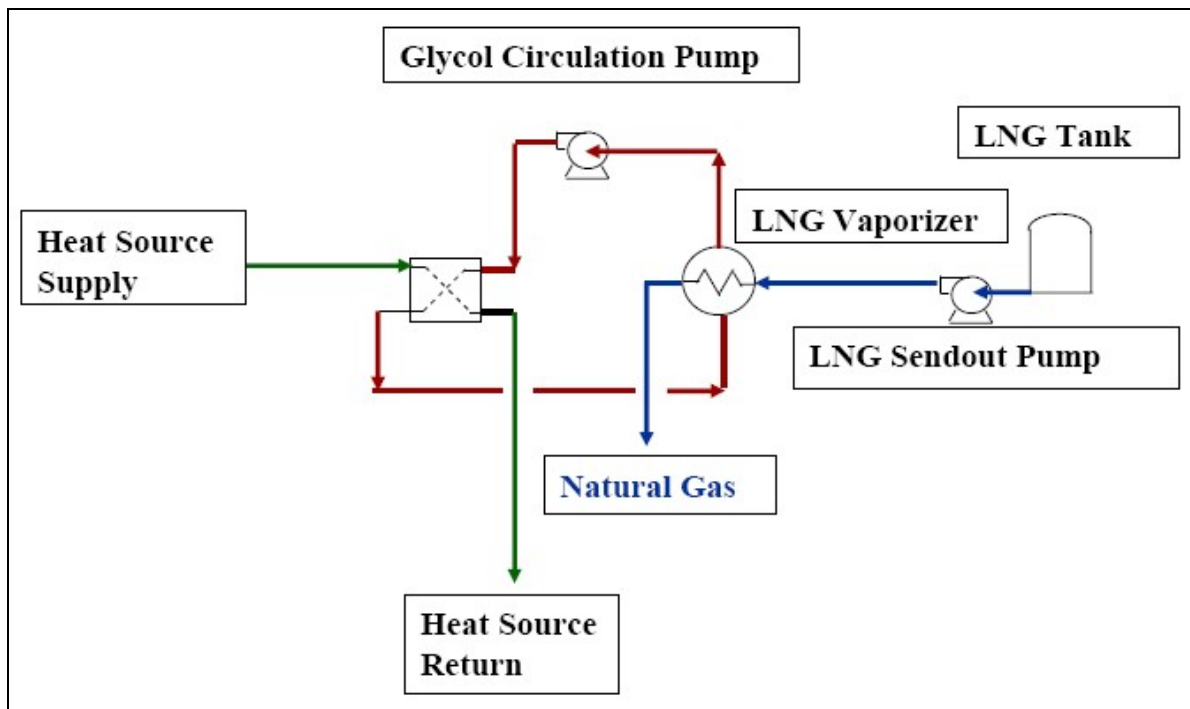 Glycol Circulation Pump
LNG Tank
LNG Vaporizer
Heat Source
Supply
LNG Sendout Pump
Natural Gas
Heat Source
Return